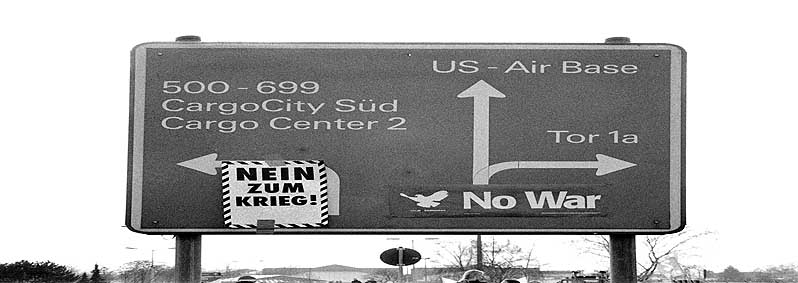 500 - 699
CargoCity Süd
Cargo Center 2
NEIN
ZUM
KRIEG!
US - Air Base
Tor 1a
No War